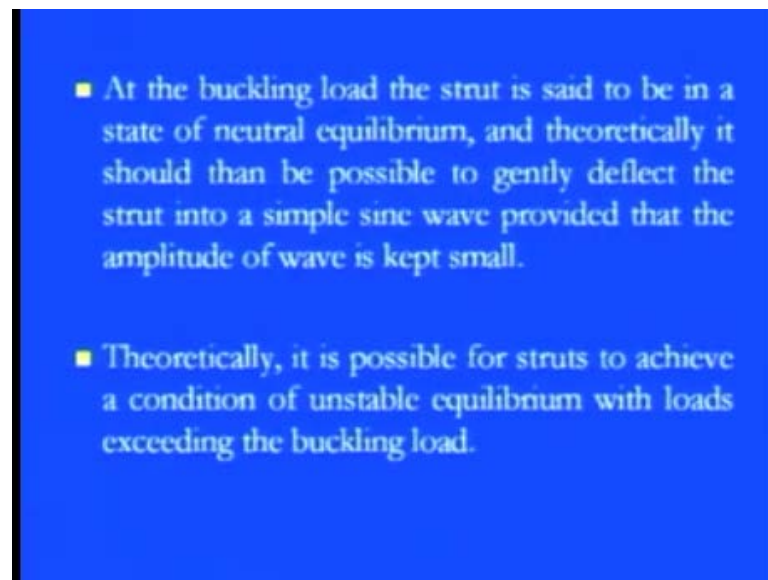 At the buckling load the strut is said to be in a
state of neutral equilibrium, and theoretically it
should than be possible to gently deflect the
strut into a simple sine wave provided that the
amplitude of wave is kept small.
Theoretically, it is possible for struts to achieve
a condition of unstable equilibrium with loads
exceeding the buckling load.